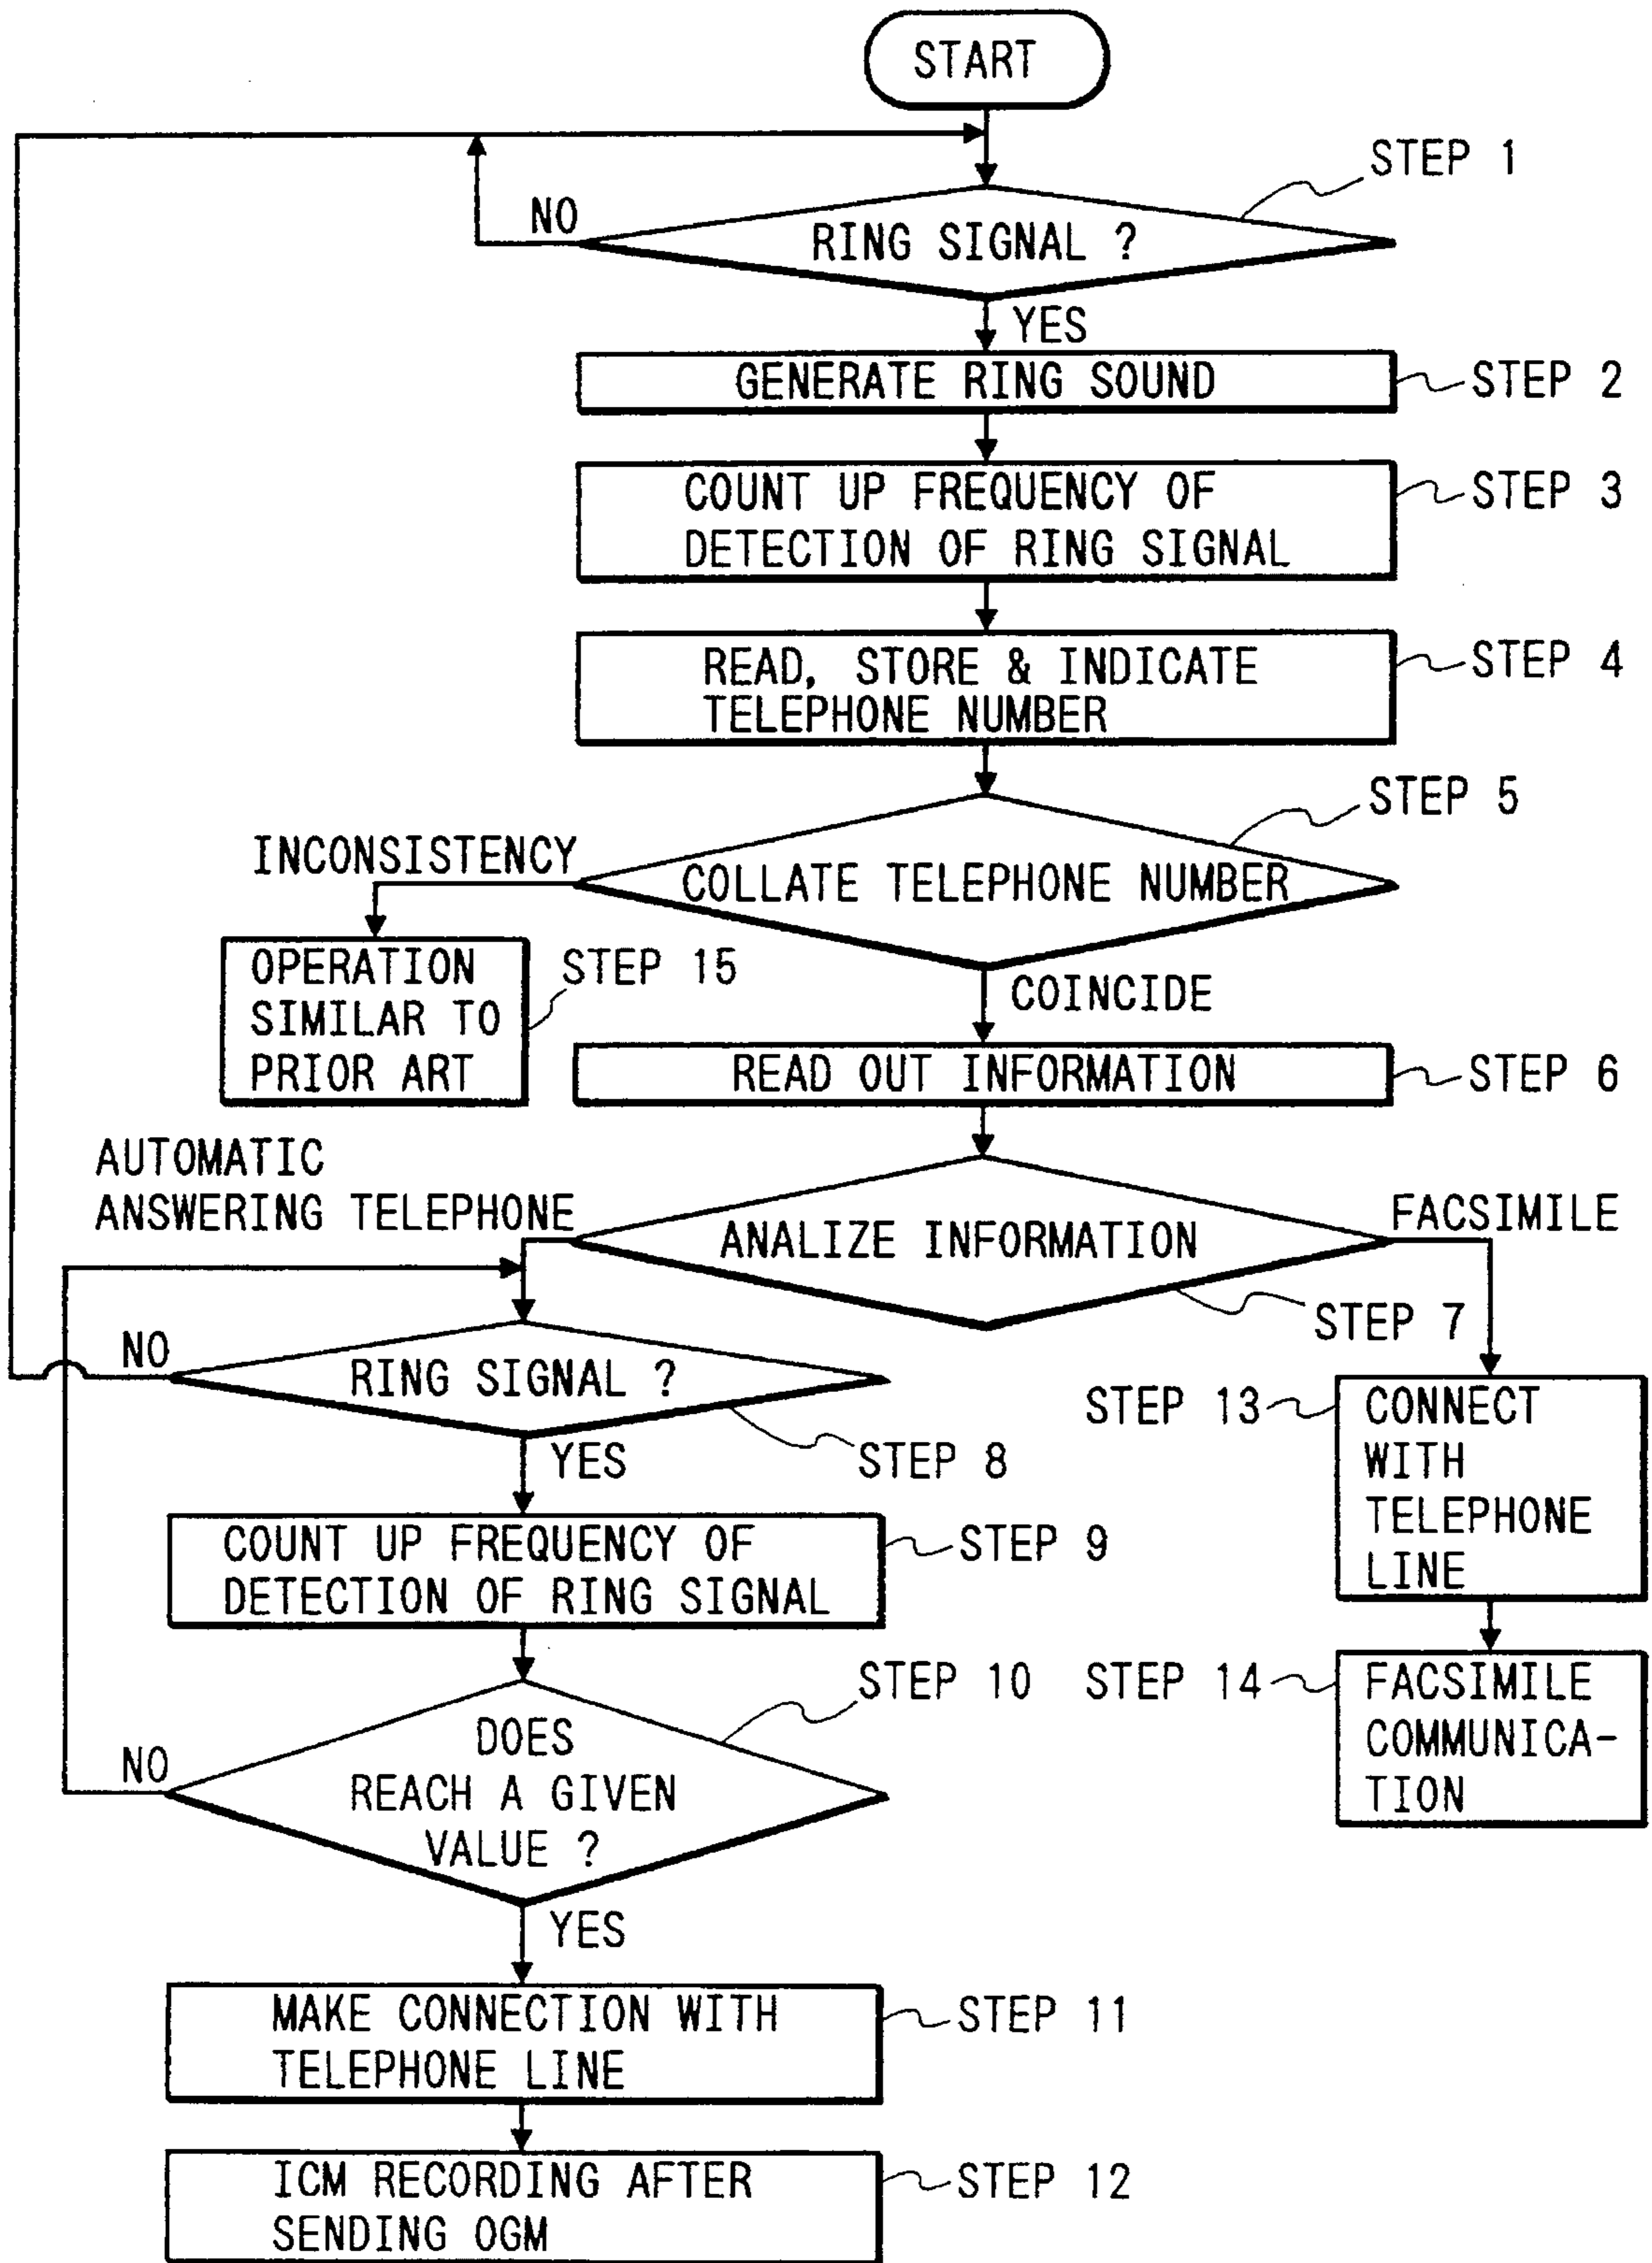 START
STEP 1
NO
RING SIGNAL ?
YES
GENERATE RING SOUND
STEP 2
COUNT UP FREQUENCY OF
DETECTION OF RING SIGNAL
STEP 3
READ, STORE & INDICATE
TELEPHONE NUMBER
STEP 4
STEP 5
INCONSISTENCY
COLLATE TELEPHONE NUMBER
OPERATION
SIMILAR TO
PRIOR ART
STEP 15
COINCIDE
READ OUT INFORMATION
STEP 6
AUTOMATIC
ANSWERING TELEPHONE
ANALIZE INFORMATION
FACSIMILE
STEP 7
NO
RING SIGNAL ?
STEP 8
YES
STEP 13
CONNECT
WITH
TELEPHONE
LINE
COUNT UP FREQUENCY OF
DETECTION OF RING SIGNAL
STEP 9
STEP 10
STEP 14
FACSIMILE
COMMUNICA-
TION
NO
DOES
REACH A GIVEN
VALUE ?
YES
MAKE CONNECTION WITH
TELEPHONE LINE
STEP 11
ICM RECORDING AFTER
SENDING OGM
STEP 12